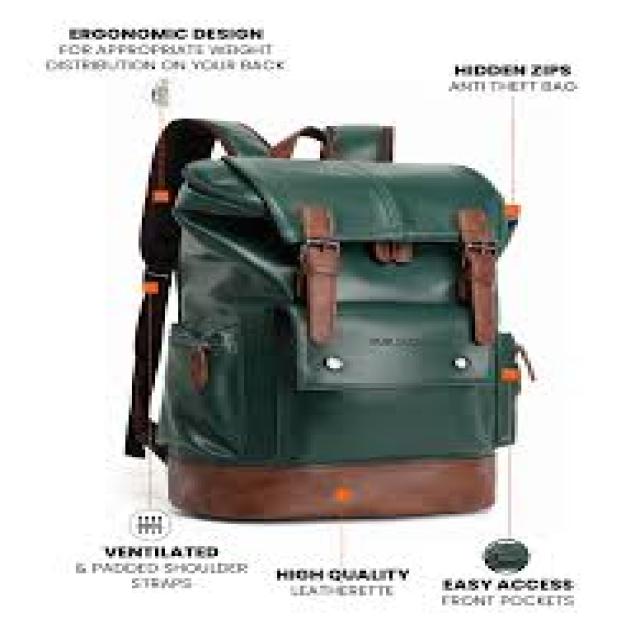 ERGONOMIC DESIGN
FOR APPROPRIATE WEIGHT
DISTRIBUTION ON YOUR BACK
HIDDEN ZIPS
ANTI THEFT BAG
VENTILATED
& PADDED SHOULDER
STRAPS
HIGH QUALITY
LEATHERETTE
EASY ACCESS
FRONT POCKETS